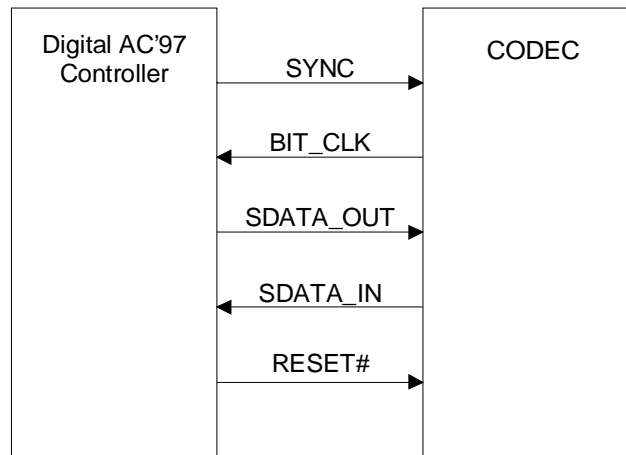 Digital AC'97
Controller
CODEC
SYNC
BIT_CLK
SDATA_OUT
SDATA_IN
RESET#